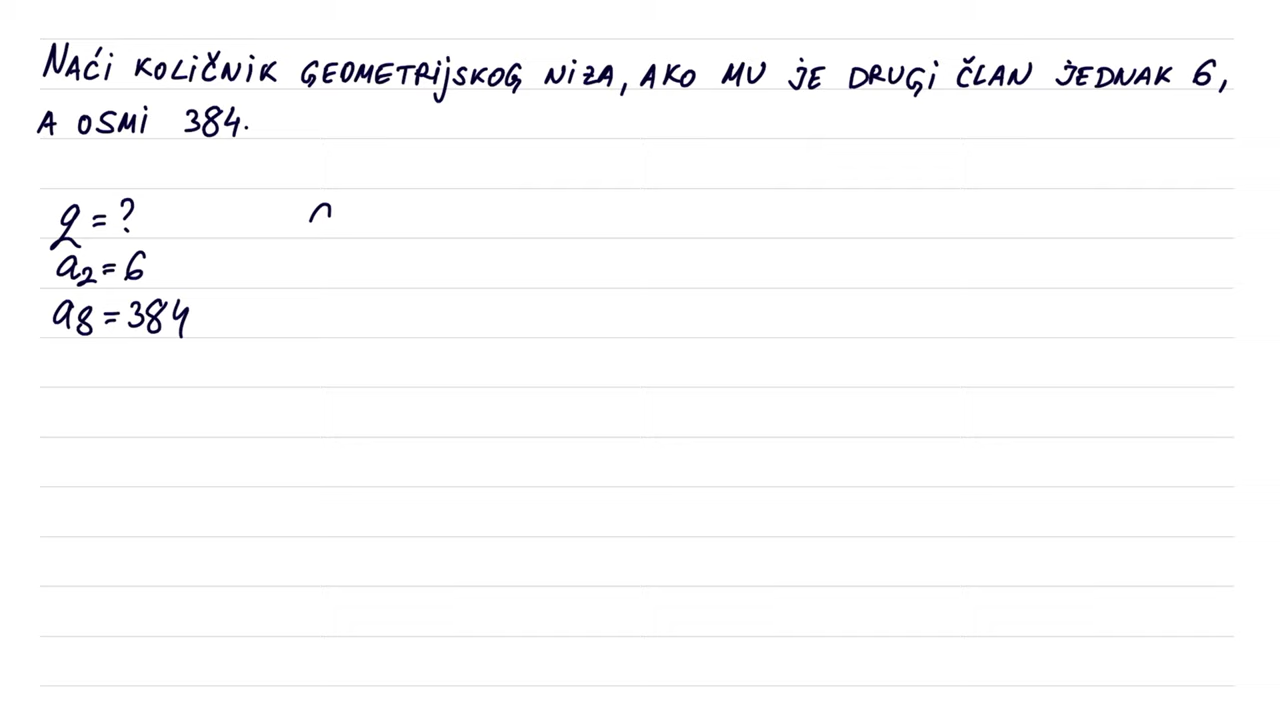 NAĆI KOLIČNIK GEOMETRIJSKOG NIZA, AKO MU JE DRUGI ČLAN JEDNAK 6,
A OSMI 384.
q = ?
a₂ = 6
a₈ = 384